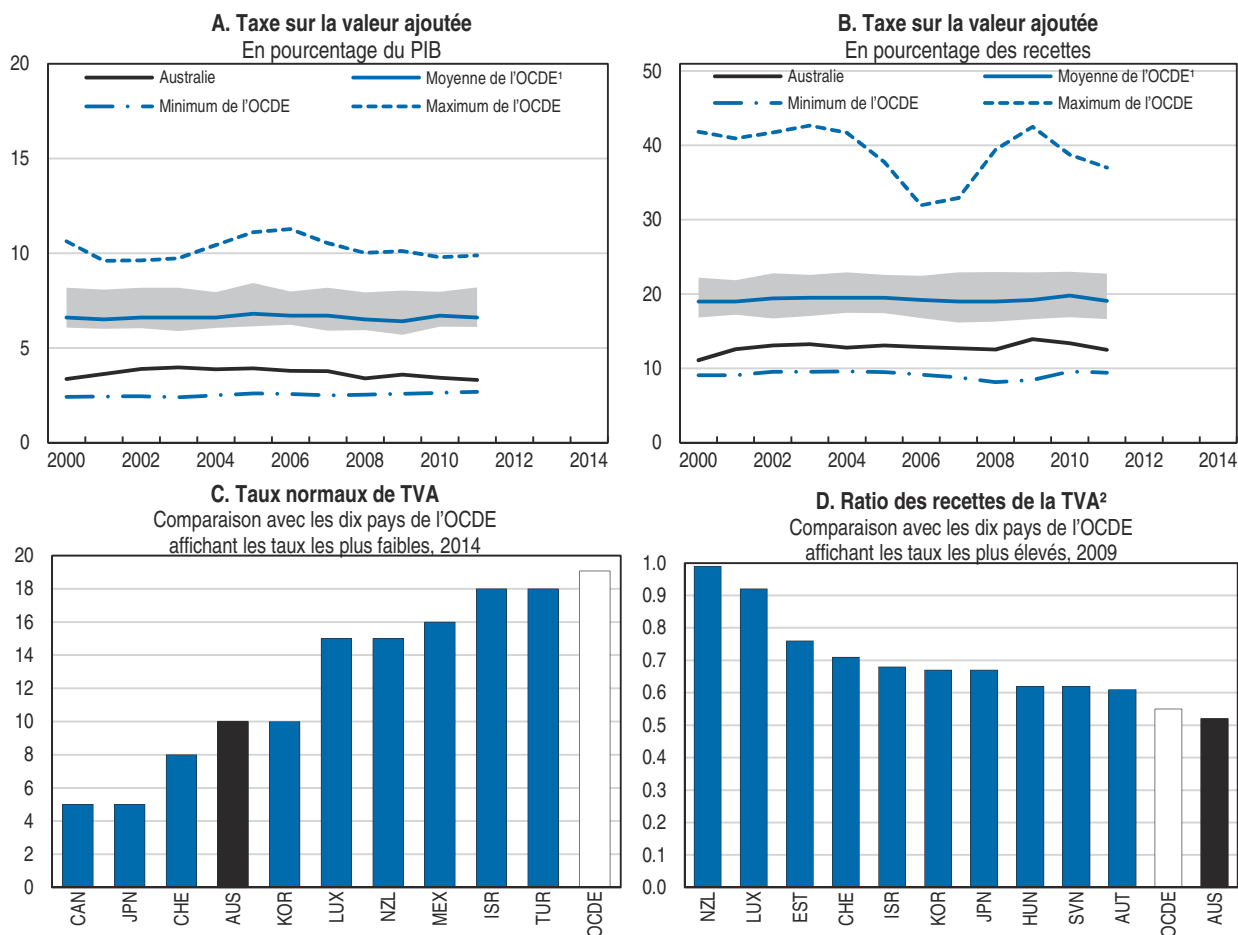 A. Taxe sur la valeur ajoutée
En pourcentage du PIB
20
15
10
5
0
Australie
Moyenne de l'OCDE¹
Minimum de l'OCDE
Maximum de l'OCDE
2000 2002 2004 2006 2008 2010 2012 2014
B. Taxe sur la valeur ajoutée
En pourcentage des recettes
50
40
30
20
10
0
Australie
Moyenne de l'OCDE¹
Minimum de l'OCDE
Maximum de l'OCDE
2000 2002 2004 2006 2008 2010 2012 2014
C. Taux normaux de TVA
Comparaison avec les dix pays de l'OCDE
affichant les taux les plus faibles, 2014
20
18
16
14
12
10
8
6
4
2
0
CAN JPN CHE AUS KOR LUX NZL MEX ISR TUR OCDE
D. Ratio des recettes de la TVA²
Comparaison avec les dix pays de l'OCDE
affichant les taux les plus élevés, 2009
1.0
0.9
0.8
0.7
0.6
0.5
0.4
0.3
0.2
0.1
0.0
NZL LUX EST CHE ISR KOR JPN HUN SVN AUT OCDE AUS